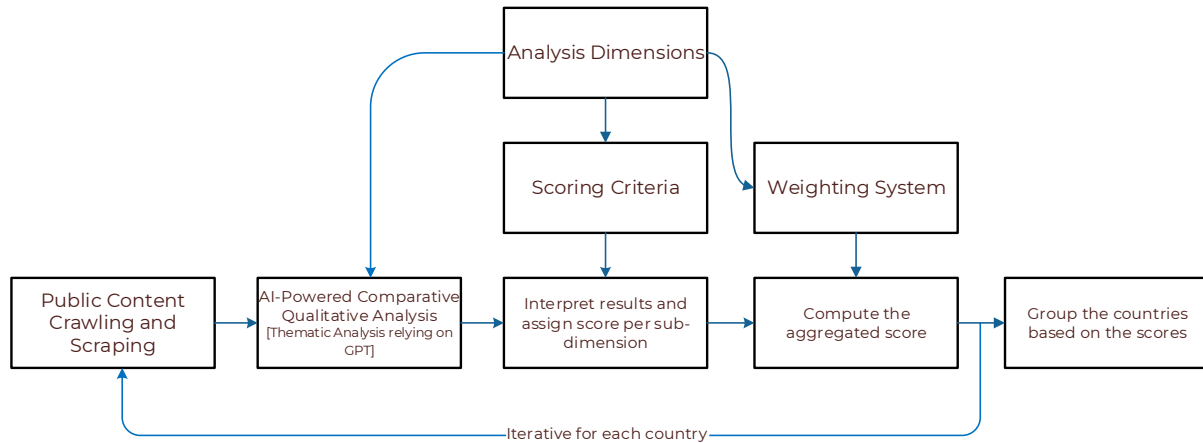 Analysis Dimensions
Scoring Criteria
Weighting System
Public Content
Crawling and
Scraping
AI-Powered Comparative
Qualitative Analysis
[Thematic Analysis relying on
GPT]
Interpret results and
assign score per sub-
dimension
Compute the
aggregated score
Group the countries
based on the scores
Iterative for each country